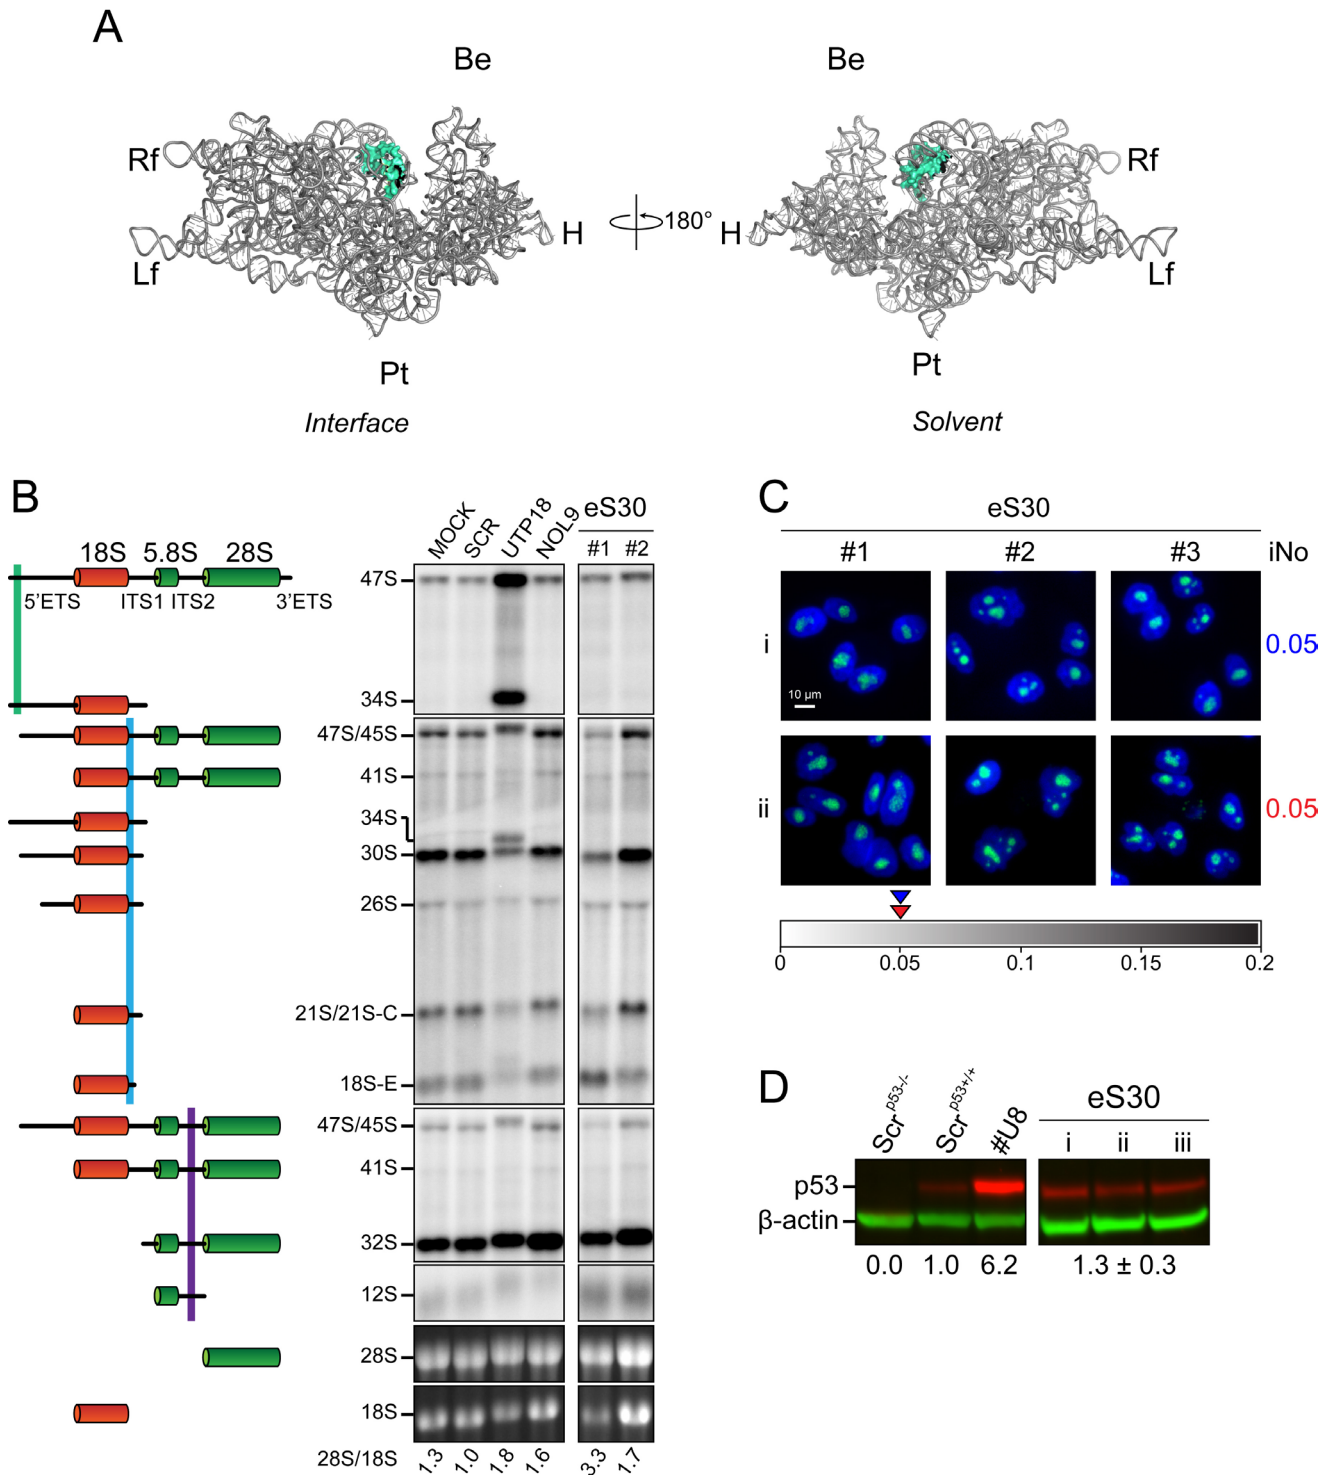 A
Be
Be
Rf
Rf
H
180°
H
Lf
Lf
Pt
Pt
Interface
Solvent
B
18S 5.8S 28S
5'ETS ITS1 ITS2 3'ETS
MOCK SCR UTP18 NOL9
eS30
#1 #2
47S
34S
47S/45S
41S
34S
30S
26S
21S/21S-C
18S-E
47S/45S
41S
32S
12S
28S
18S
28S/18S 1.3 1.0 1.8 1.6 3.3 1.7
C
eS30
#1 #2 #3 iNo
i 0.05
10 µm
ii 0.05
0 0.05 0.1 0.15 0.2
D
Scr p53-/- Scr p53+/+ #U8
eS30
i ii iii
p53
β-actin
0.0 1.0 6.2 1.3 ± 0.3